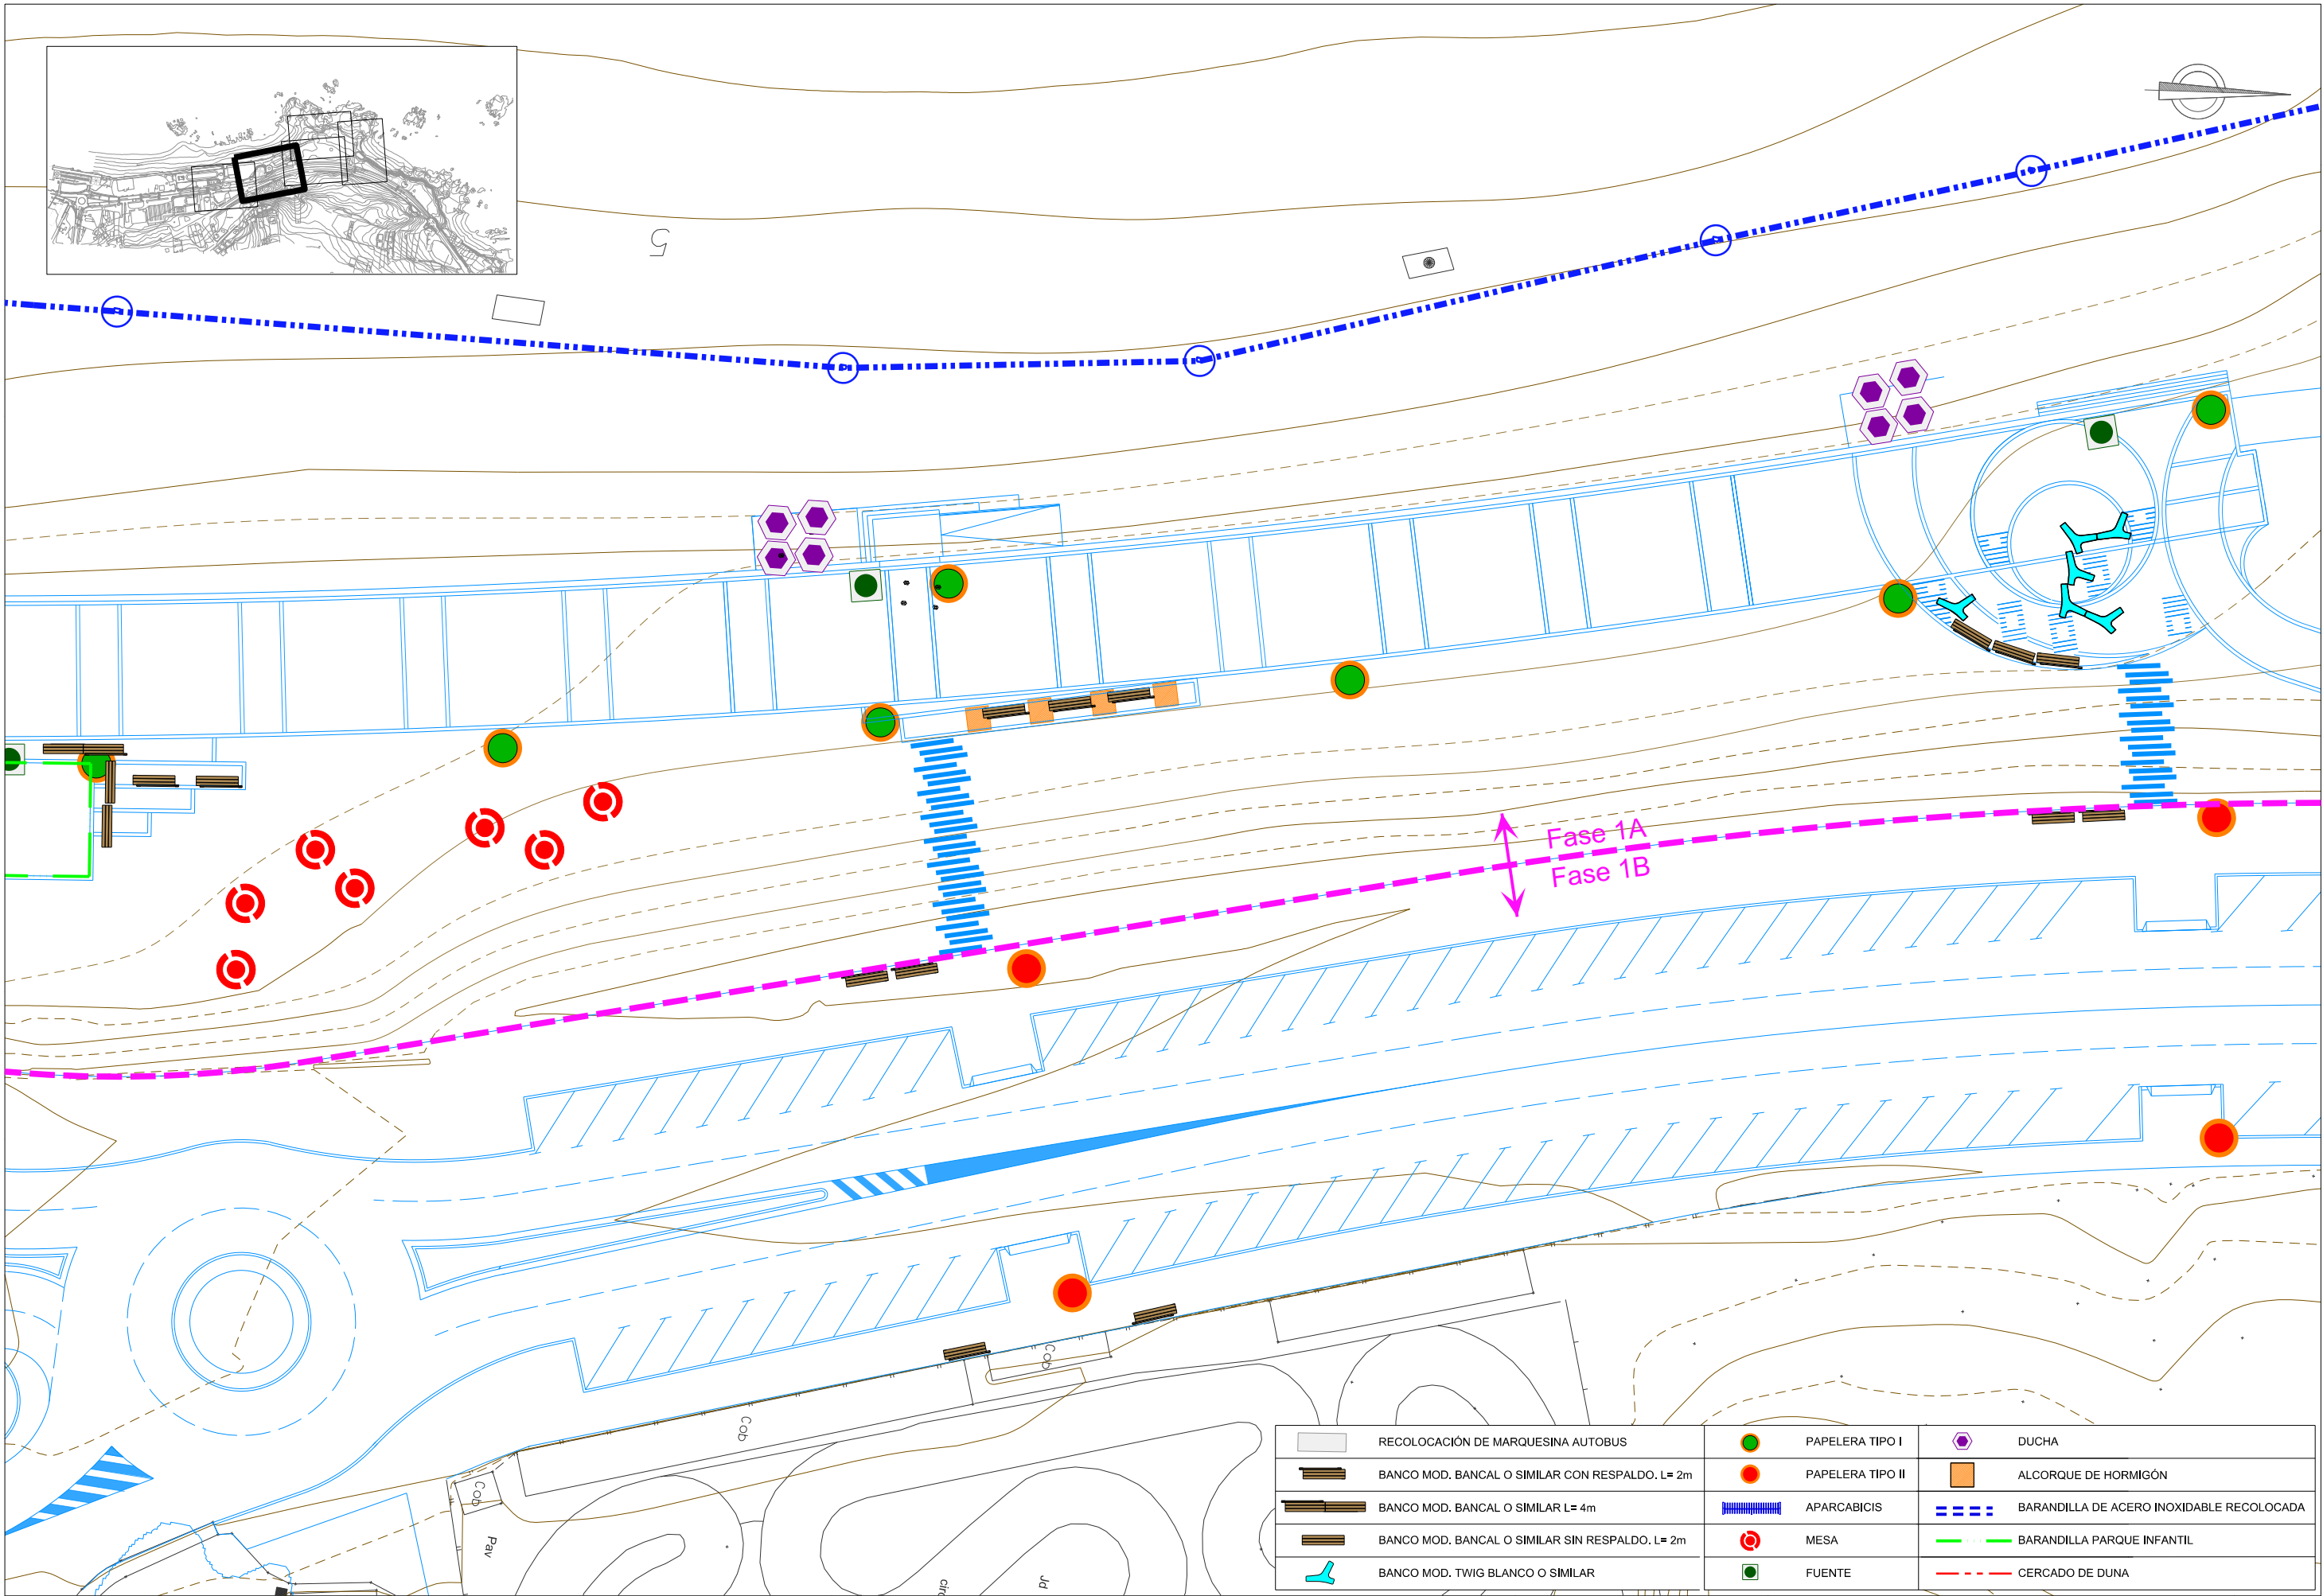 5
Fase 1A
Fase 1B
Cob
Cob
Cob
Pav
Jd
RECOLOCACIÓN DE MARQUESINA AUTOBUS
PAPELERA TIPO I
DUCHA
BANCO MOD. BANCAL O SIMILAR CON RESPALDO. L= 2m
PAPELERA TIPO II
ALCORQUE DE HORMIGÓN
BANCO MOD. BANCAL O SIMILAR L= 4m
APARCABICIS
BARANDILLA DE ACERO INOXIDABLE RECOLOCADA
BANCO MOD. BANCAL O SIMILAR SIN RESPALDO. L= 2m
MESA
BARANDILLA PARQUE INFANTIL
BANCO MOD. TWIG BLANCO O SIMILAR
FUENTE
CERCADO DE DUNA